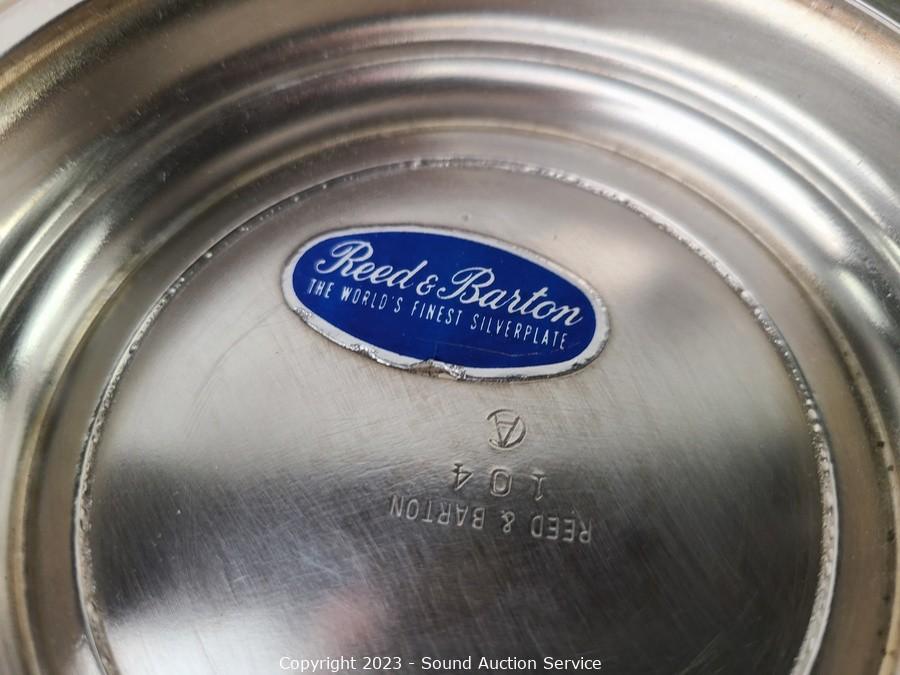 Reed & Barton
THE WORLD'S FINEST SILVERPLATE
REED & BARTON
104
A
Copyright 2023 - Sound Auction Service